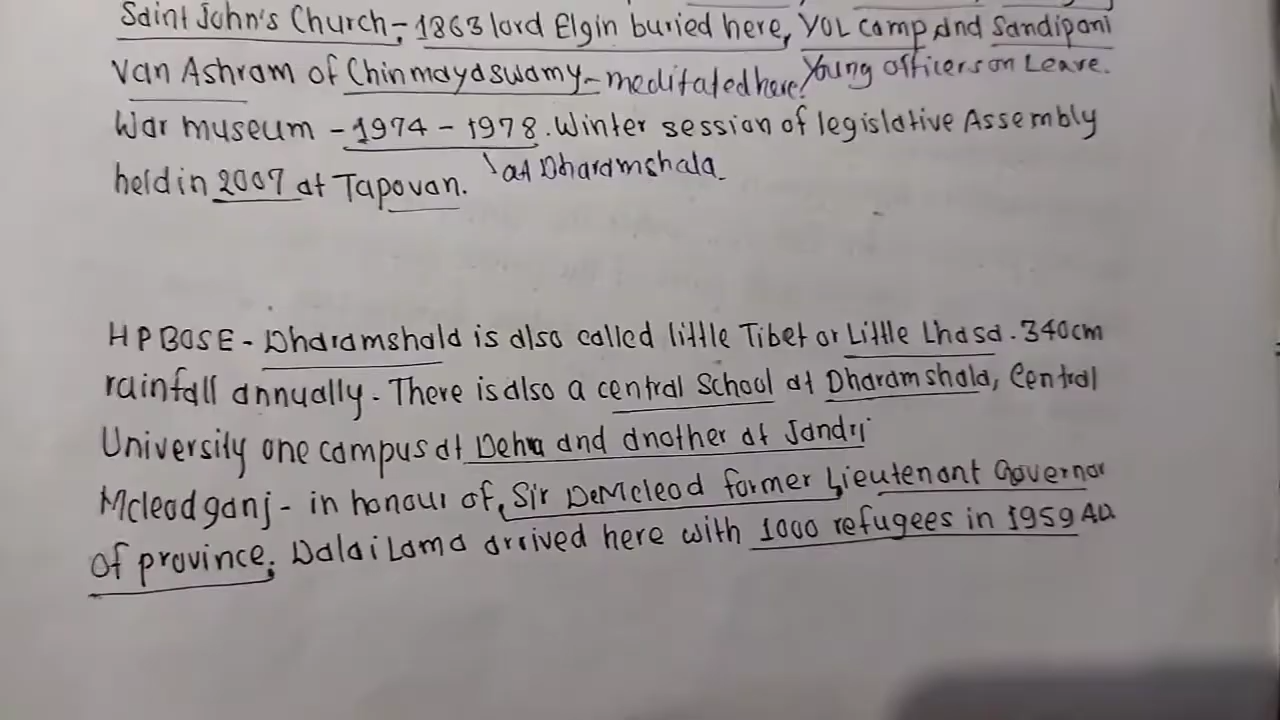 Saint John's Church - 1863 lord Elgin buried here, YOL camp and Sandipani
Van Ashram of Chinmayaswamy - meditated here. Young officers on Leave.
War museum - 1974 - 1978. Winter session of legislative Assembly
at Dharamshala
held in 2007 at Tapovan.
HPBOSE - Dharamshala is also called little Tibet or Little Lhasa. 340cm
rainfall annually. There is also a central School at Dharamshala, Central
University one campus at Dehra and another at Jandri
Mcleodganj - in honour of, Sir DeMcleod former Lieutenant Governor
of province. Dalai Lama arrived here with 1000 refugees in 1959 AD